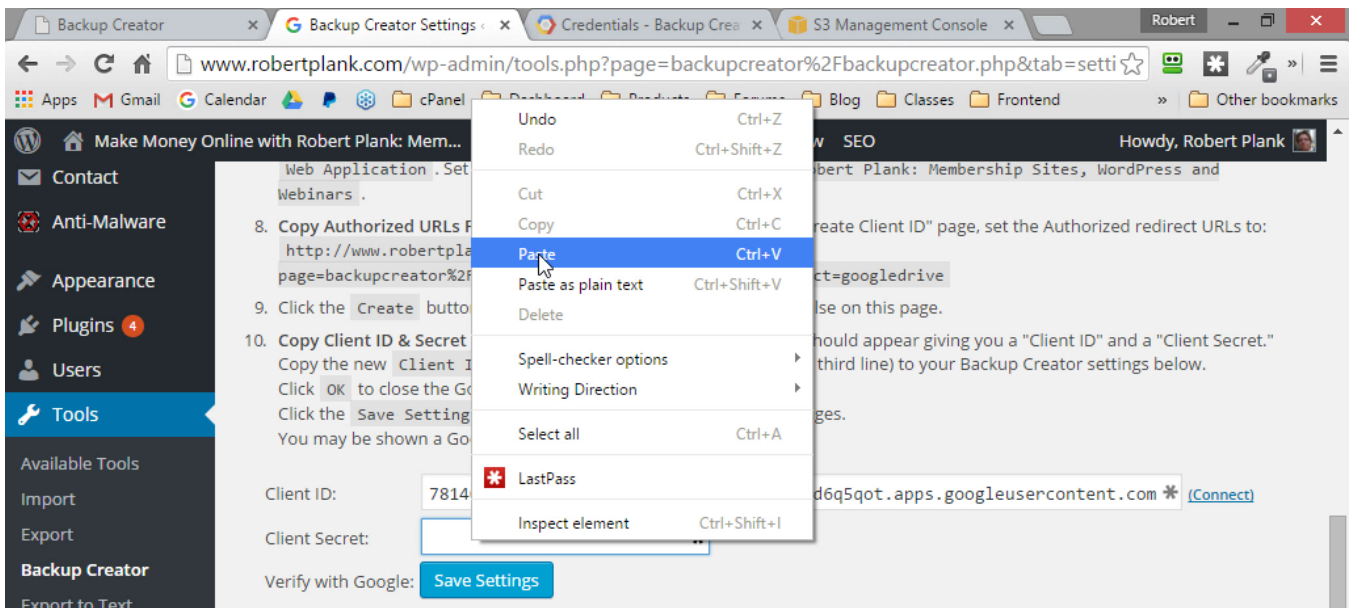 Backup Creator
Backup Creator Settings
Credentials - Backup Crea
S3 Management Console
Robert
www.robertplank.com/wp-admin/tools.php?page=backupcreator%2Fbackupcreator.php&tab=setti
Apps Gmail Calendar cPanel Blog Classes Frontend » Other bookmarks
Make Money Online with Robert Plank: Mem... SEO Howdy, Robert Plank
Contact
Anti-Malware
Appearance
Plugins 4
Users
Tools
Available Tools
Import
Export
Backup Creator
Export to Text
Web Application . Set bert Plank: Membership Sites, WordPress and
Webinars .
8. Copy Authorized URLs reate Client ID" page, set the Authorized redirect URLs to:
http://www.robertpla
page=backupcreator%2F ct=googledrive
9. Click the Create butto lse on this page.
10. Copy Client ID & Secret hould appear giving you a "Client ID" and a "Client Secret."
Copy the new Client I third line) to your Backup Creator settings below.
Click OK to close the Go
Click the Save Setting ges.
You may be shown a Go
Client ID: 7814 d6q5qot.apps.googleusercontent.com (Connect)
Client Secret:
Verify with Google: Save Settings
Undo Ctrl+Z
Redo Ctrl+Shift+Z
Cut Ctrl+X
Copy Ctrl+C
Paste Ctrl+V
Paste as plain text Ctrl+Shift+V
Delete
Spell-checker options
Writing Direction
Select all Ctrl+A
LastPass
Inspect element Ctrl+Shift+I